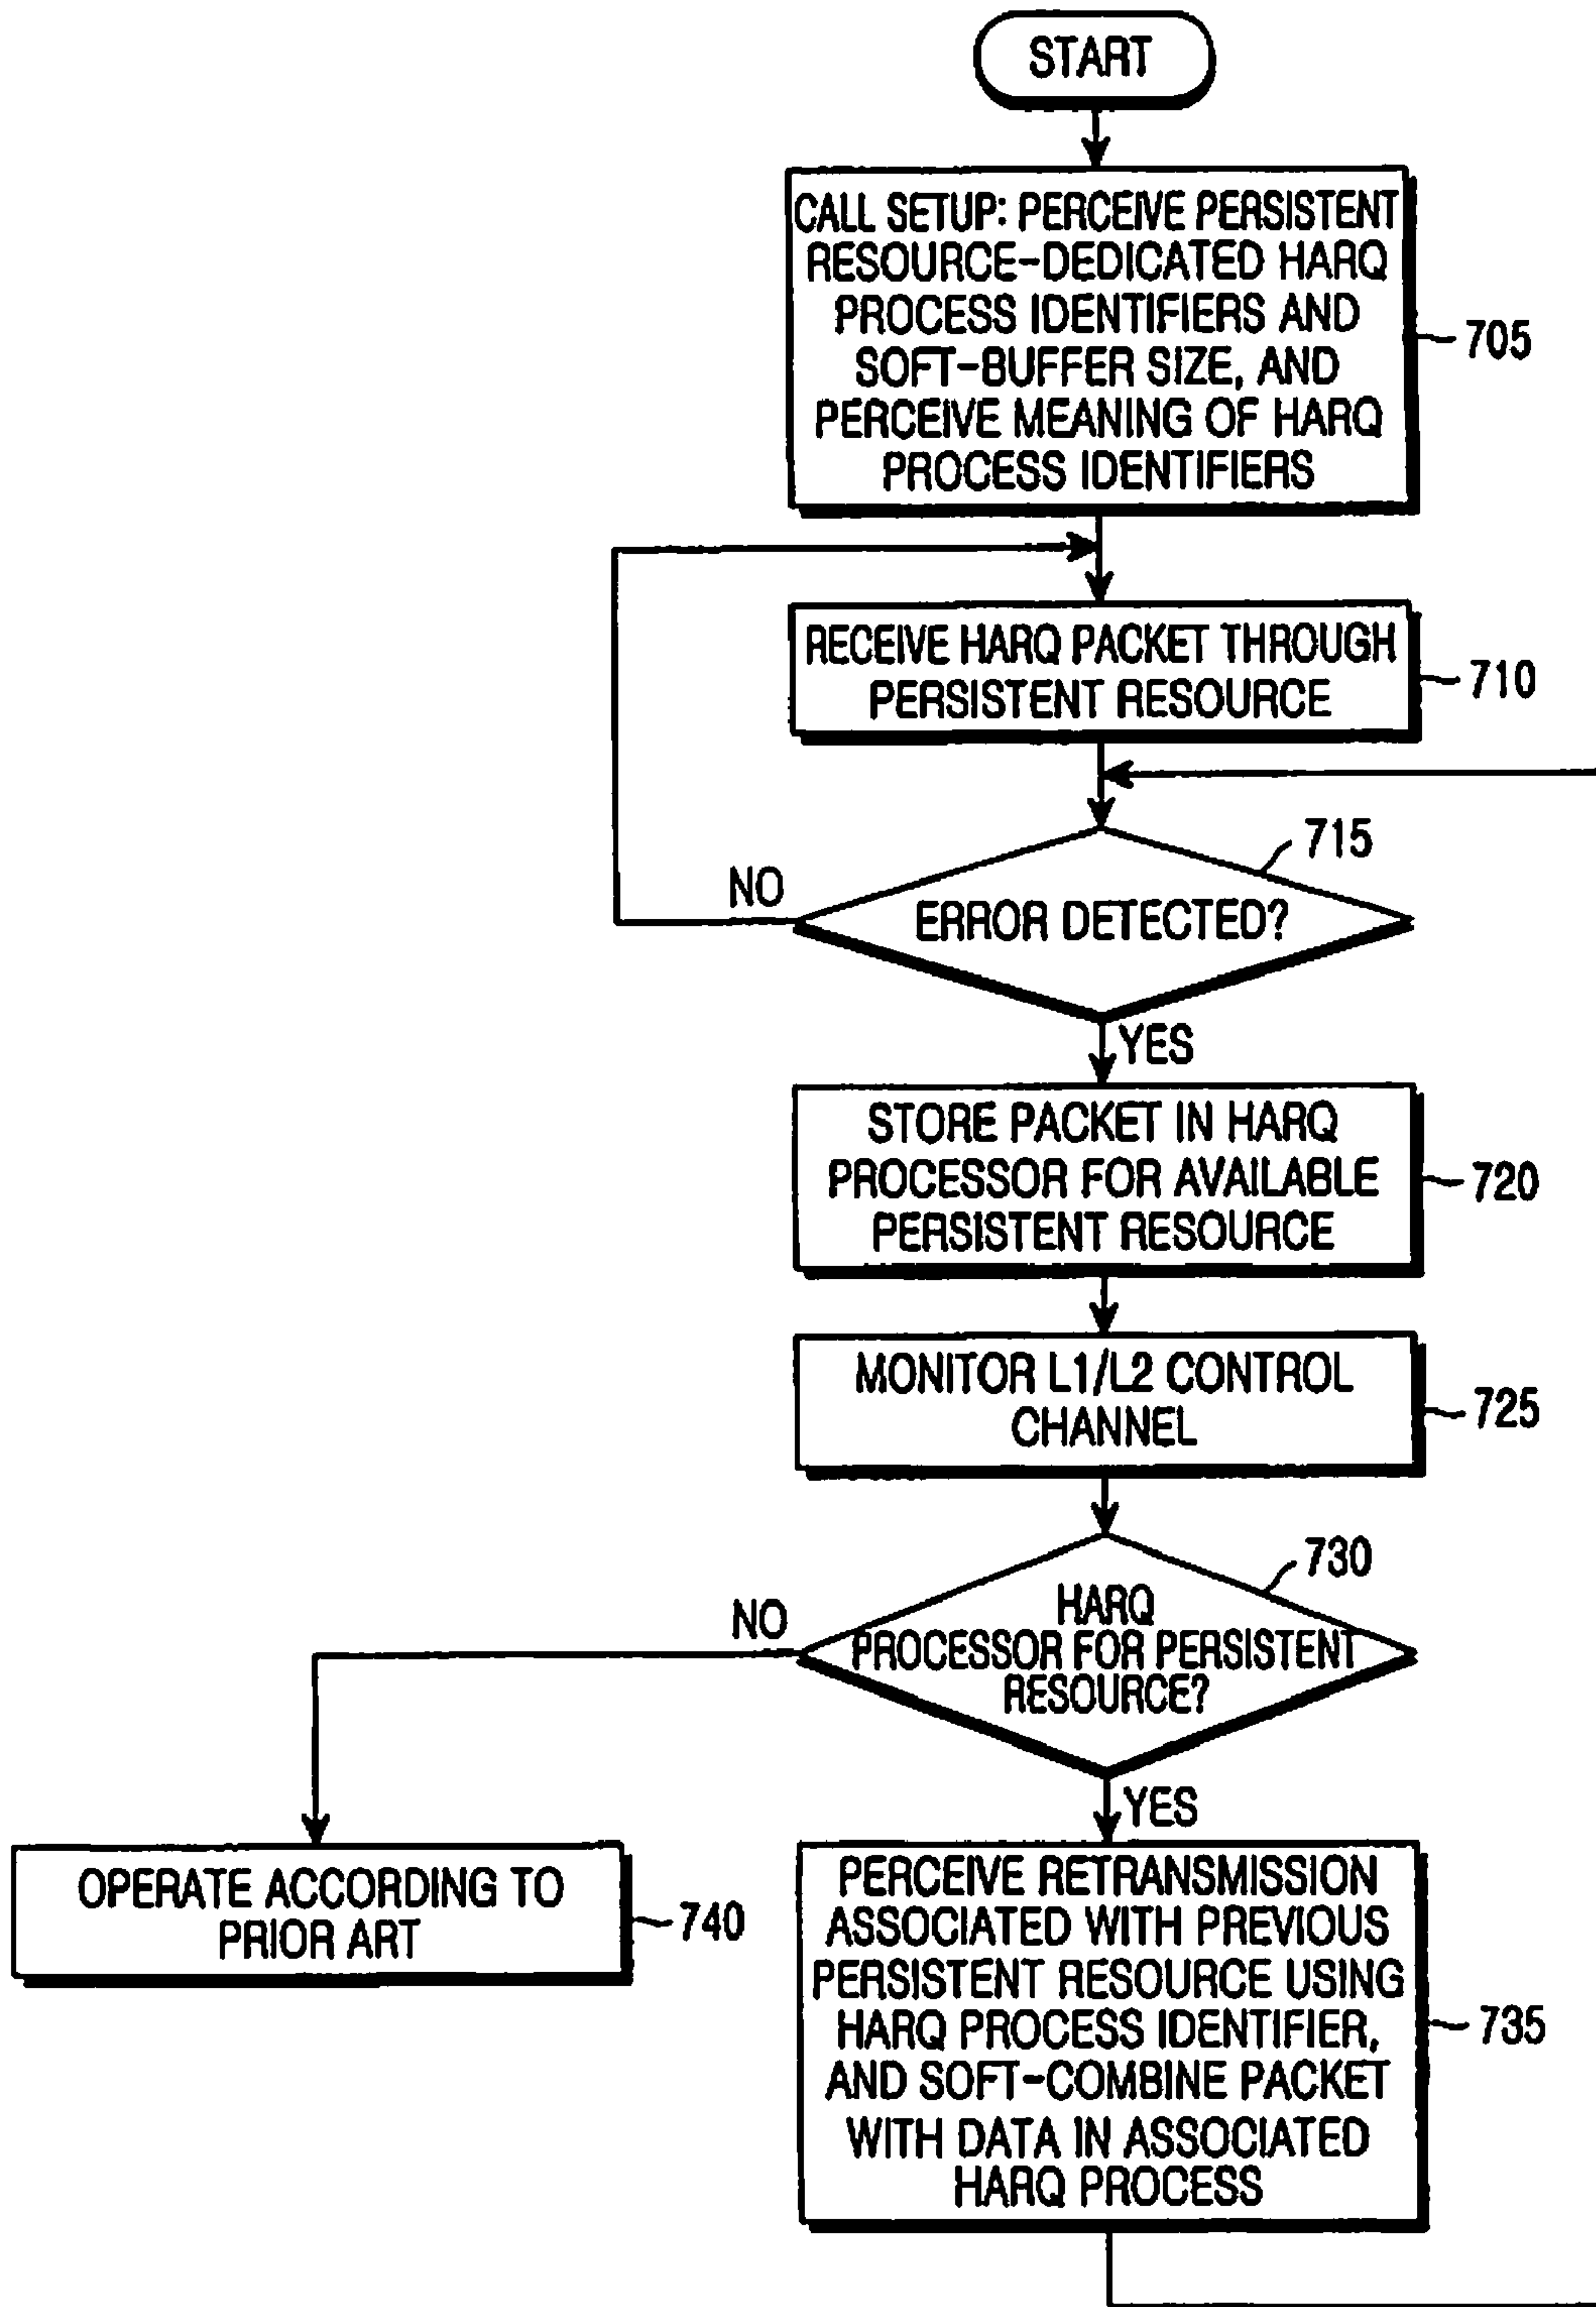 START
CALL SETUP: PERCEIVE PERSISTENT
RESOURCE-DEDICATED HARQ
PROCESS IDENTIFIERS AND
SOFT-BUFFER SIZE, AND
PERCEIVE MEANING OF HARQ
PROCESS IDENTIFIERS
705
RECEIVE HARQ PACKET THROUGH
PERSISTENT RESOURCE
710
715
NO
ERROR DETECTED?
YES
STORE PACKET IN HARQ
PROCESSOR FOR AVAILABLE
PERSISTENT RESOURCE
720
MONITOR L1/L2 CONTROL
CHANNEL
725
730
NO
HARQ
PROCESSOR FOR PERSISTENT
RESOURCE?
YES
OPERATE ACCORDING TO
PRIOR ART
740
PERCEIVE RETRANSMISSION
ASSOCIATED WITH PREVIOUS
PERSISTENT RESOURCE USING
HARQ PROCESS IDENTIFIER,
AND SOFT-COMBINE PACKET
WITH DATA IN ASSOCIATED
HARQ PROCESS
735